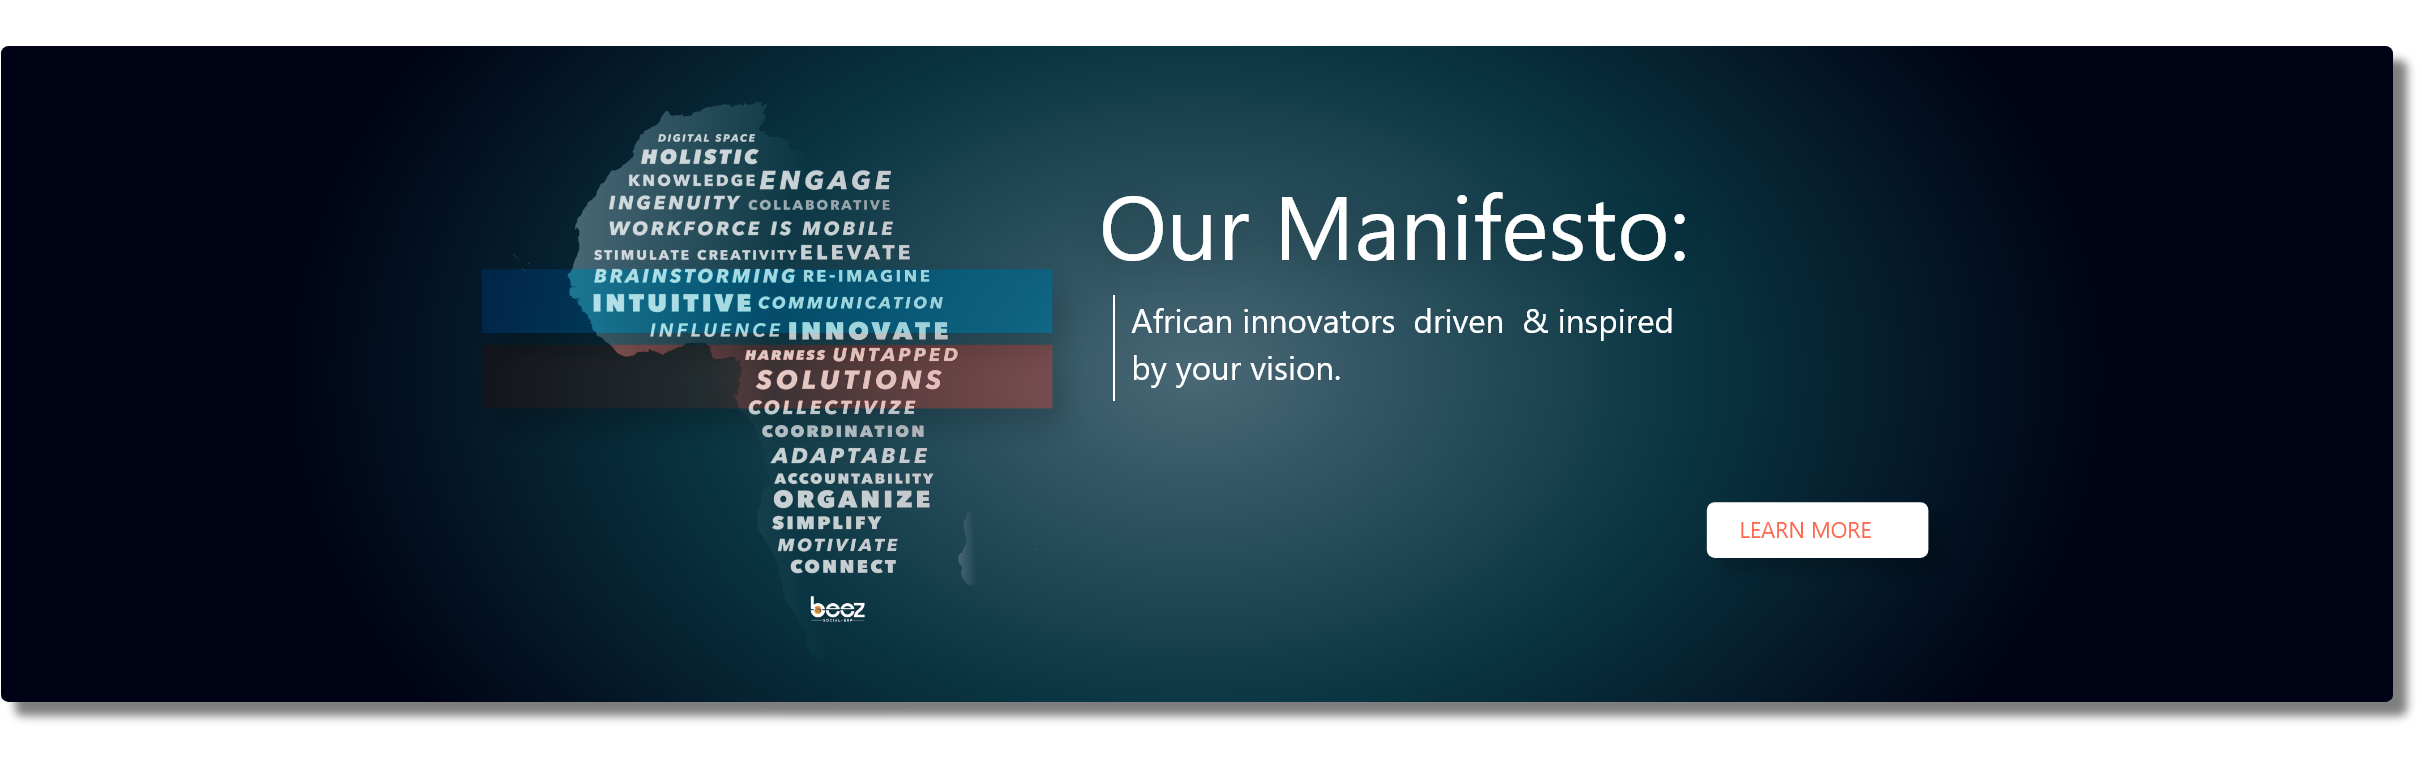 DIGITAL SPACE
HOLISTIC
KNOWLEDGE ENGAGE
INGENUITY COLLABORATIVE
WORKFORCE IS MOBILE
STIMULATE CREATIVITY ELEVATE
BRAINSTORMING RE-IMAGINE
INTUITIVE COMMUNICATION
INFLUENCE INNOVATE
HARNESS UNTAPPED
SOLUTIONS
COLLECTIVIZE
COORDINATION
ADAPTABLE
ACCOUNTABILITY
ORGANIZE
SIMPLIFY
MOTIVIATE
CONNECT
beez
SOCIAL-ERP
Our Manifesto:
African innovators driven & inspired
by your vision.
LEARN MORE